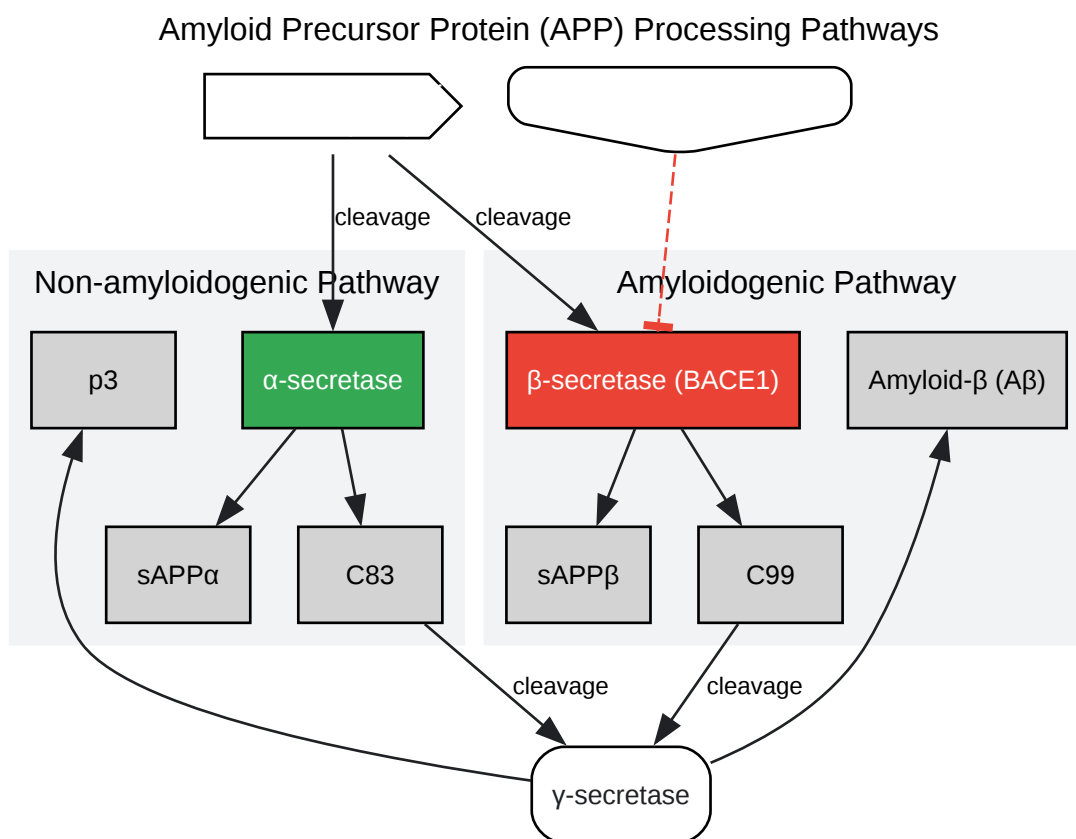 Amyloid Precursor Protein (APP) Processing Pathways
cleavage
cleavage
Non-amyloidogenic Pathway
Amyloidogenic Pathway
p3
α-secretase
β-secretase (BACE1)
Amyloid-β (Aβ)
sAPPα
C83
sAPPβ
C99
cleavage
cleavage
γ-secretase